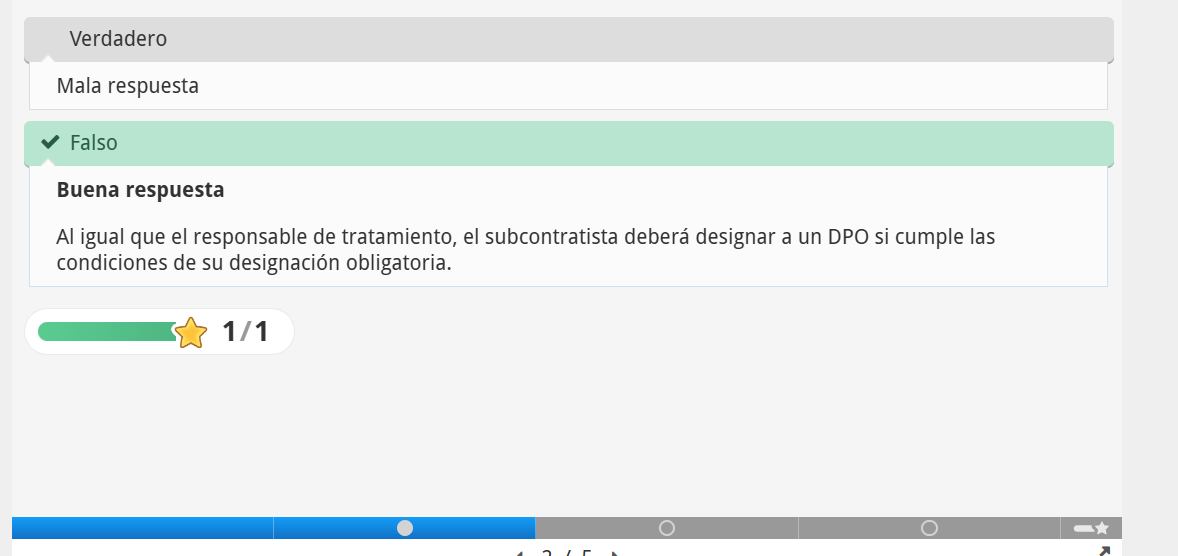 Verdadero
Mala respuesta
Falso
Buena respuesta
Al igual que el responsable de tratamiento, el subcontratista deberá designar a un DPO si cumple las
condiciones de su designación obligatoria.
1/1
/ 5